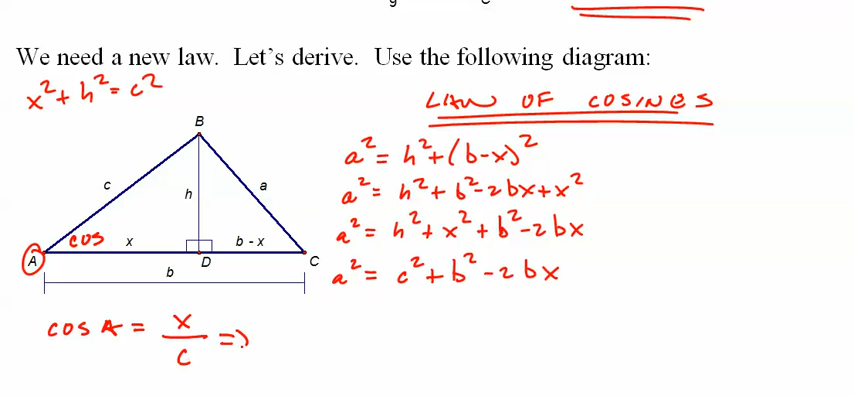 We need a new law. Let's derive. Use the following diagram:
x² + h² = c²
LAW OF COSINES
B
a² = h² + (b-x)²
c
h
a
a² = h² + b² - 2bx + x²
cos
x
b - x
a² = h² + x² + b² - 2bx
A
D
C
b
a² = c² + b² - 2bx
cos A = x/c =>